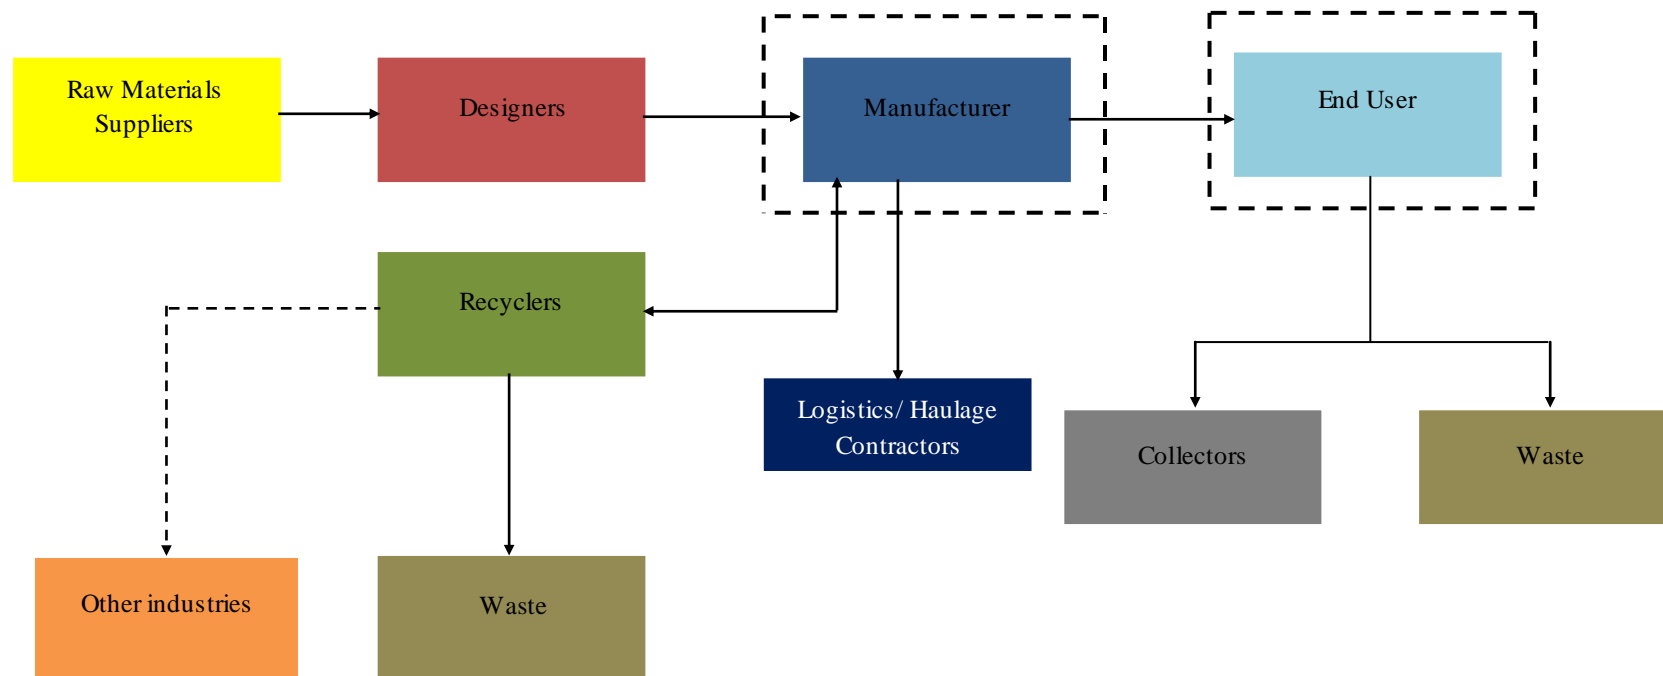 Raw Materials
Suppliers
Designers
Manufacturer
End User
Recyclers
Logistics/ Haulage
Contractors
Collectors
Waste
Other industries
Waste